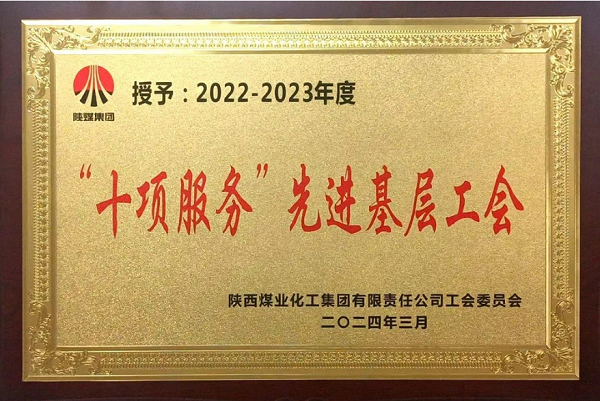 陕煤集团
授予：2022-2023年度
“十项服务”先进基层工会
陕西煤业化工集团有限责任公司工会委员会
二〇二四年三月